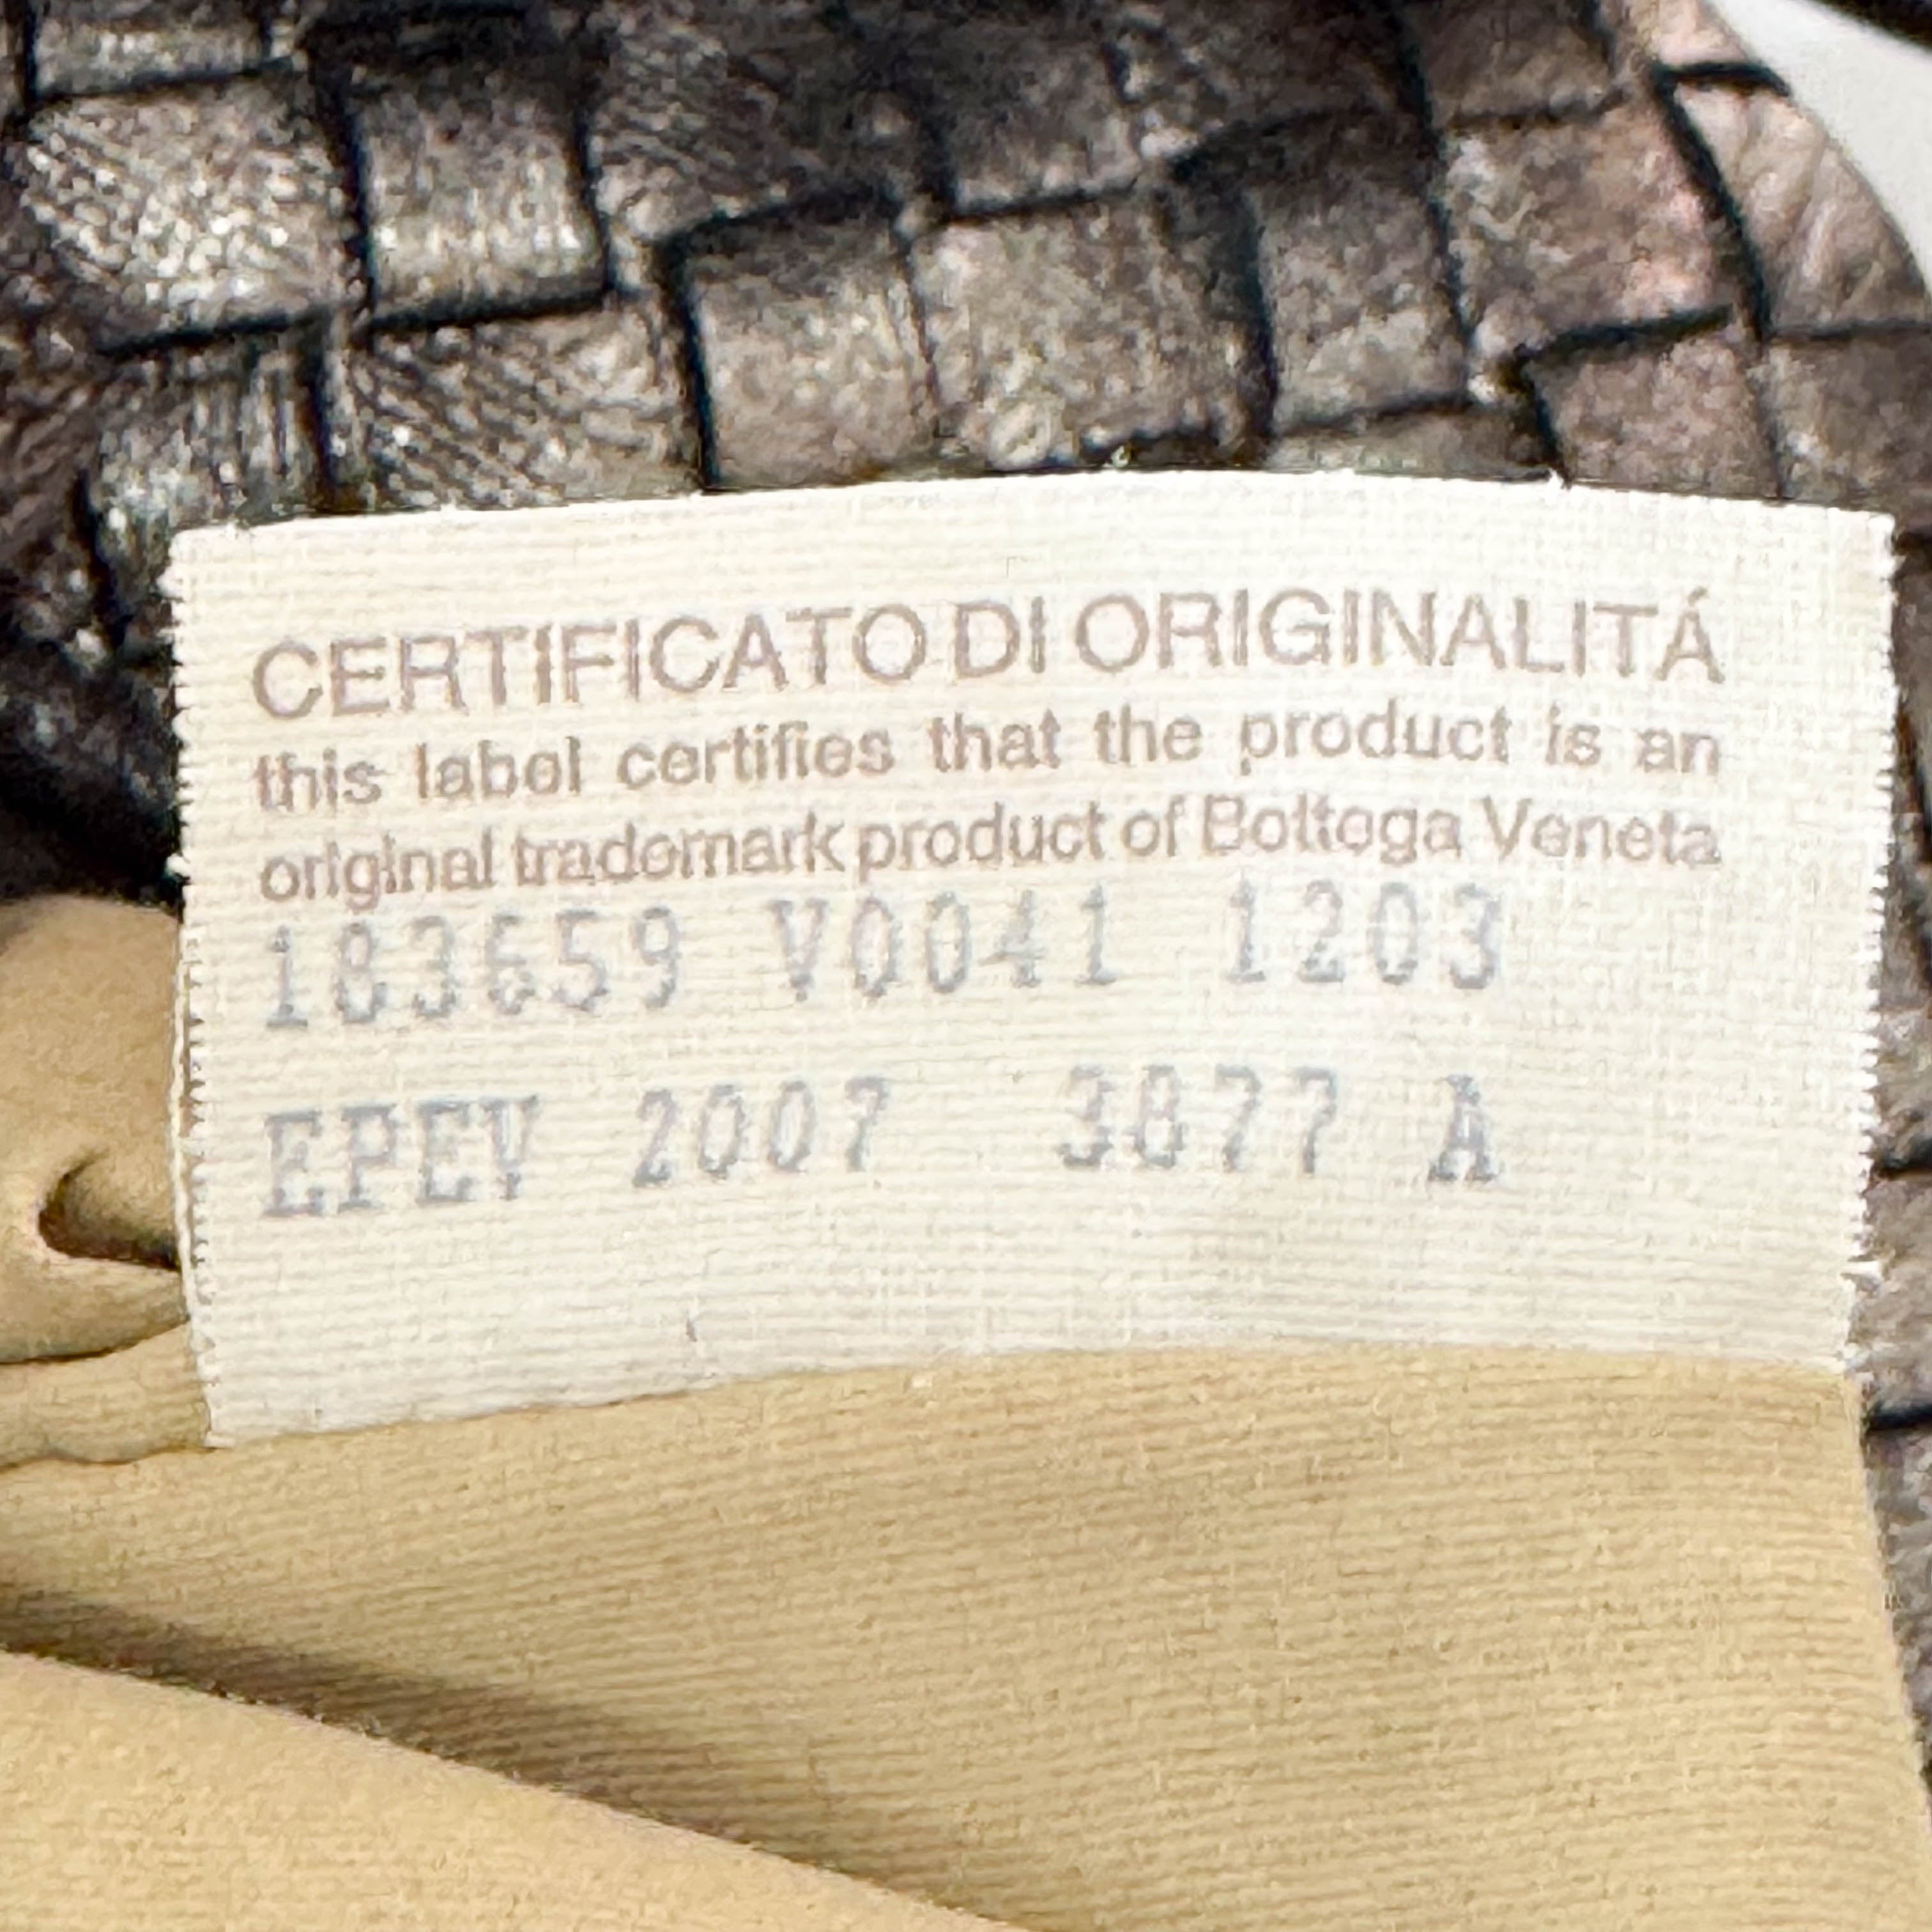 CERTIFICATO DI ORIGINALITÁ
this label certifies that the product is an
original trademark product of Bottega Veneta
183659 V0041 1203
EPEV 2007 3877 A